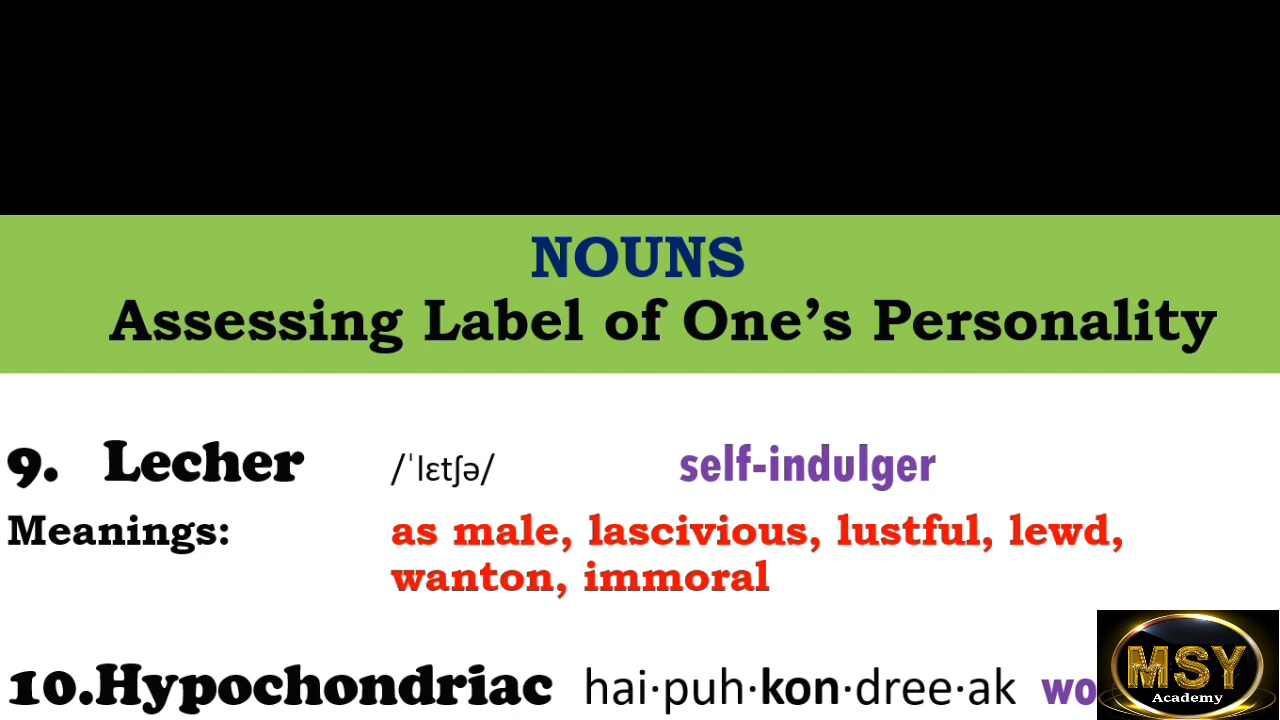 NOUNS
Assessing Label of One's Personality
9. Lecher /ˈlɛtʃə/ self-indulger
Meanings: as male, lascivious, lustful, lewd,
wanton, immoral
10.Hypochondriac hai·puh·kon·dree·ak
MSY
Academy